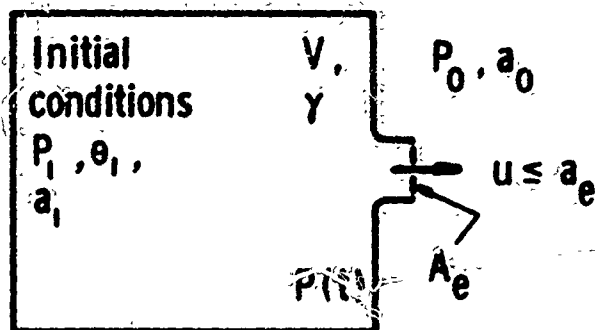 Initial
conditions
P₁, θ₁,
a₁
V,
γ
P₀, a₀
u ≤ aₑ
Aₑ
P(t)